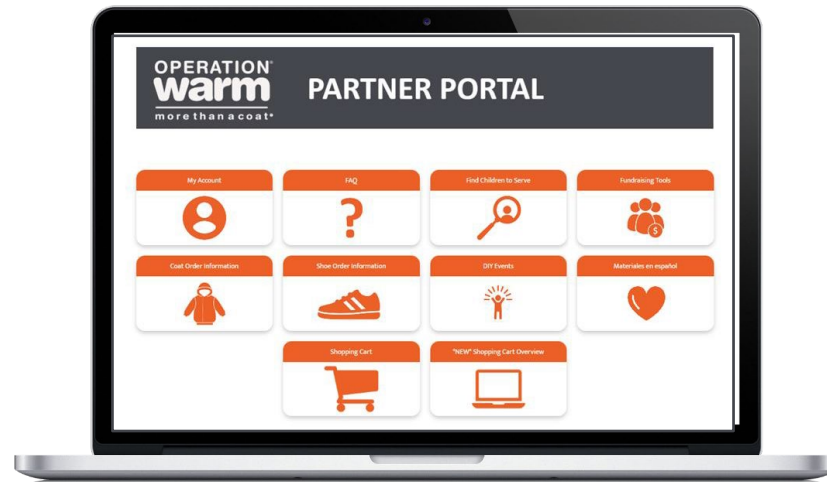 OPERATION®
warm
more than a coat®
PARTNER PORTAL
My Account
FAQ
Find Children to Serve
Fundraising Tools
?
$
Coat Order Information
Shoe Order Information
DIY Events
Materiales en español
Shopping Cart
*NEW* Shopping Cart Overview